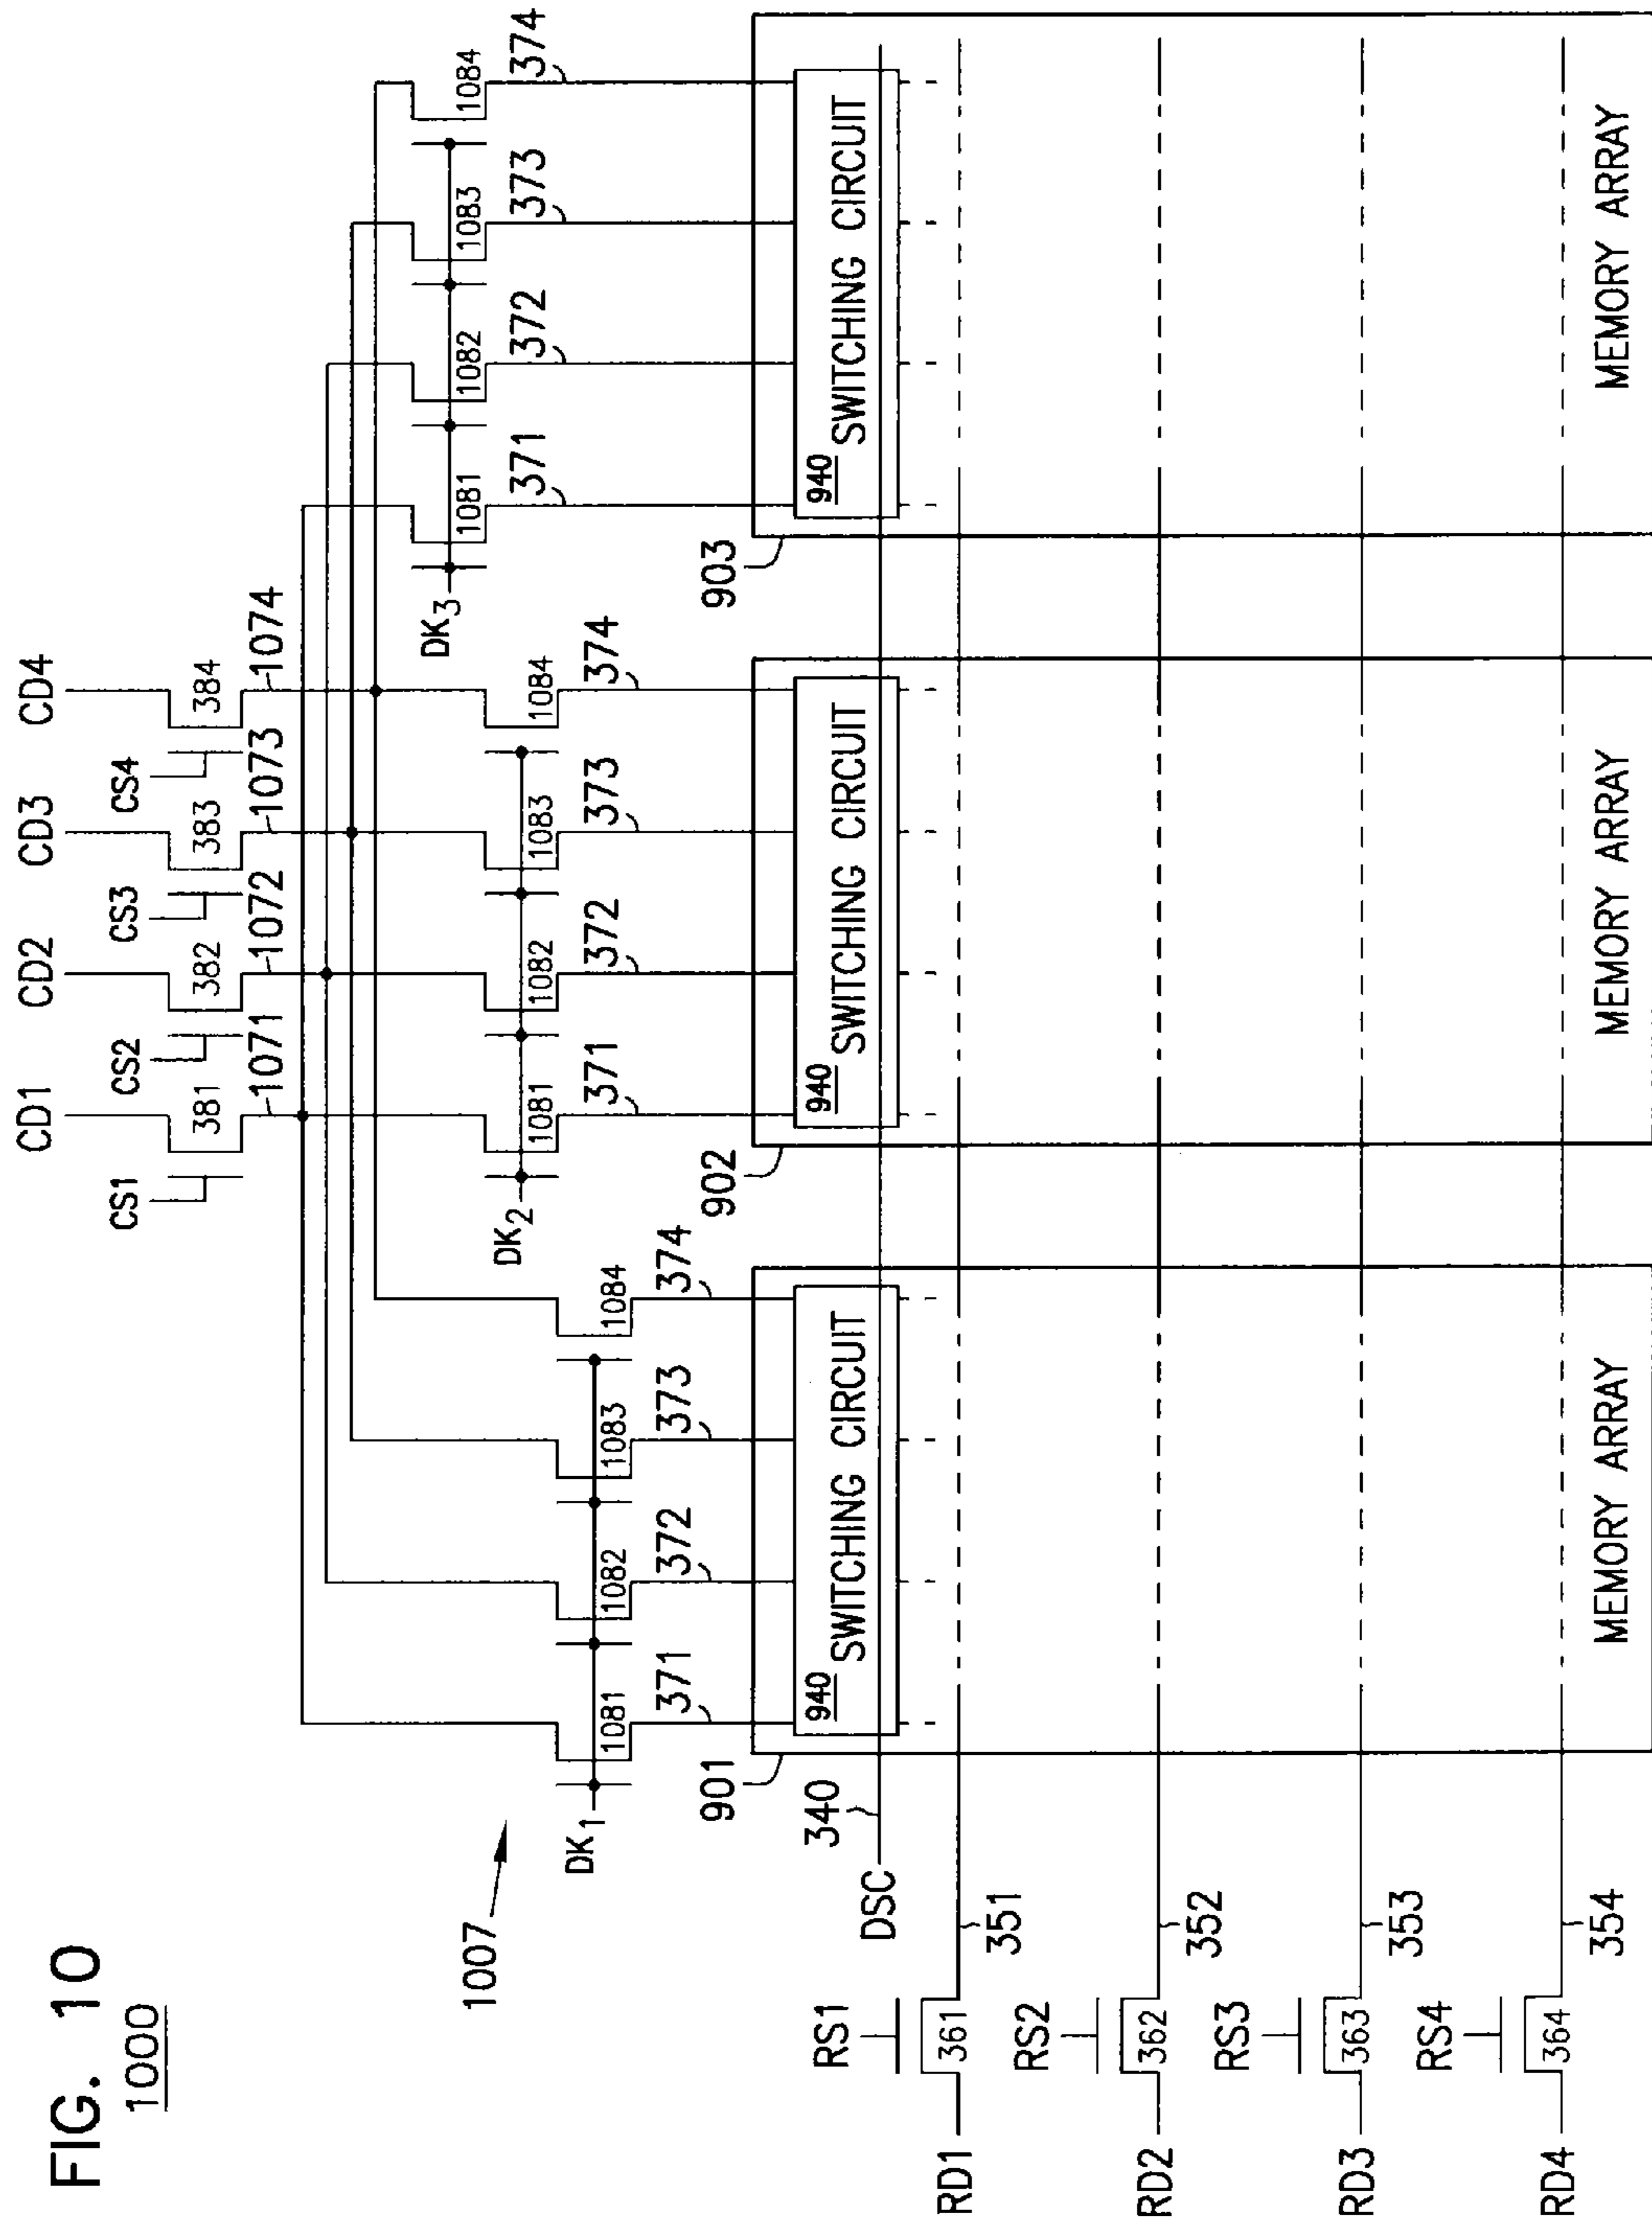 FIG. 10
1000
CD1 CD2 CD3 CD4
CS1 CS2 CS3 CS4
381 382 383 384
1071 1072 1073 1074
1007
DK1
1081 1082 1083 1084
371 372 373 374
DK2
1081 1082 1083 1084
371 372 373 374
DK3
1081 1082 1083 1084
371 372 373 374
901 902 903
340
DSC
940 SWITCHING CIRCUIT
940 SWITCHING CIRCUIT
940 SWITCHING CIRCUIT
RS1
RD1 361 351
RS2
RD2 362 352
RS3
RD3 363 353
RS4
RD4 364 354
MEMORY ARRAY
MEMORY ARRAY
MEMORY ARRAY